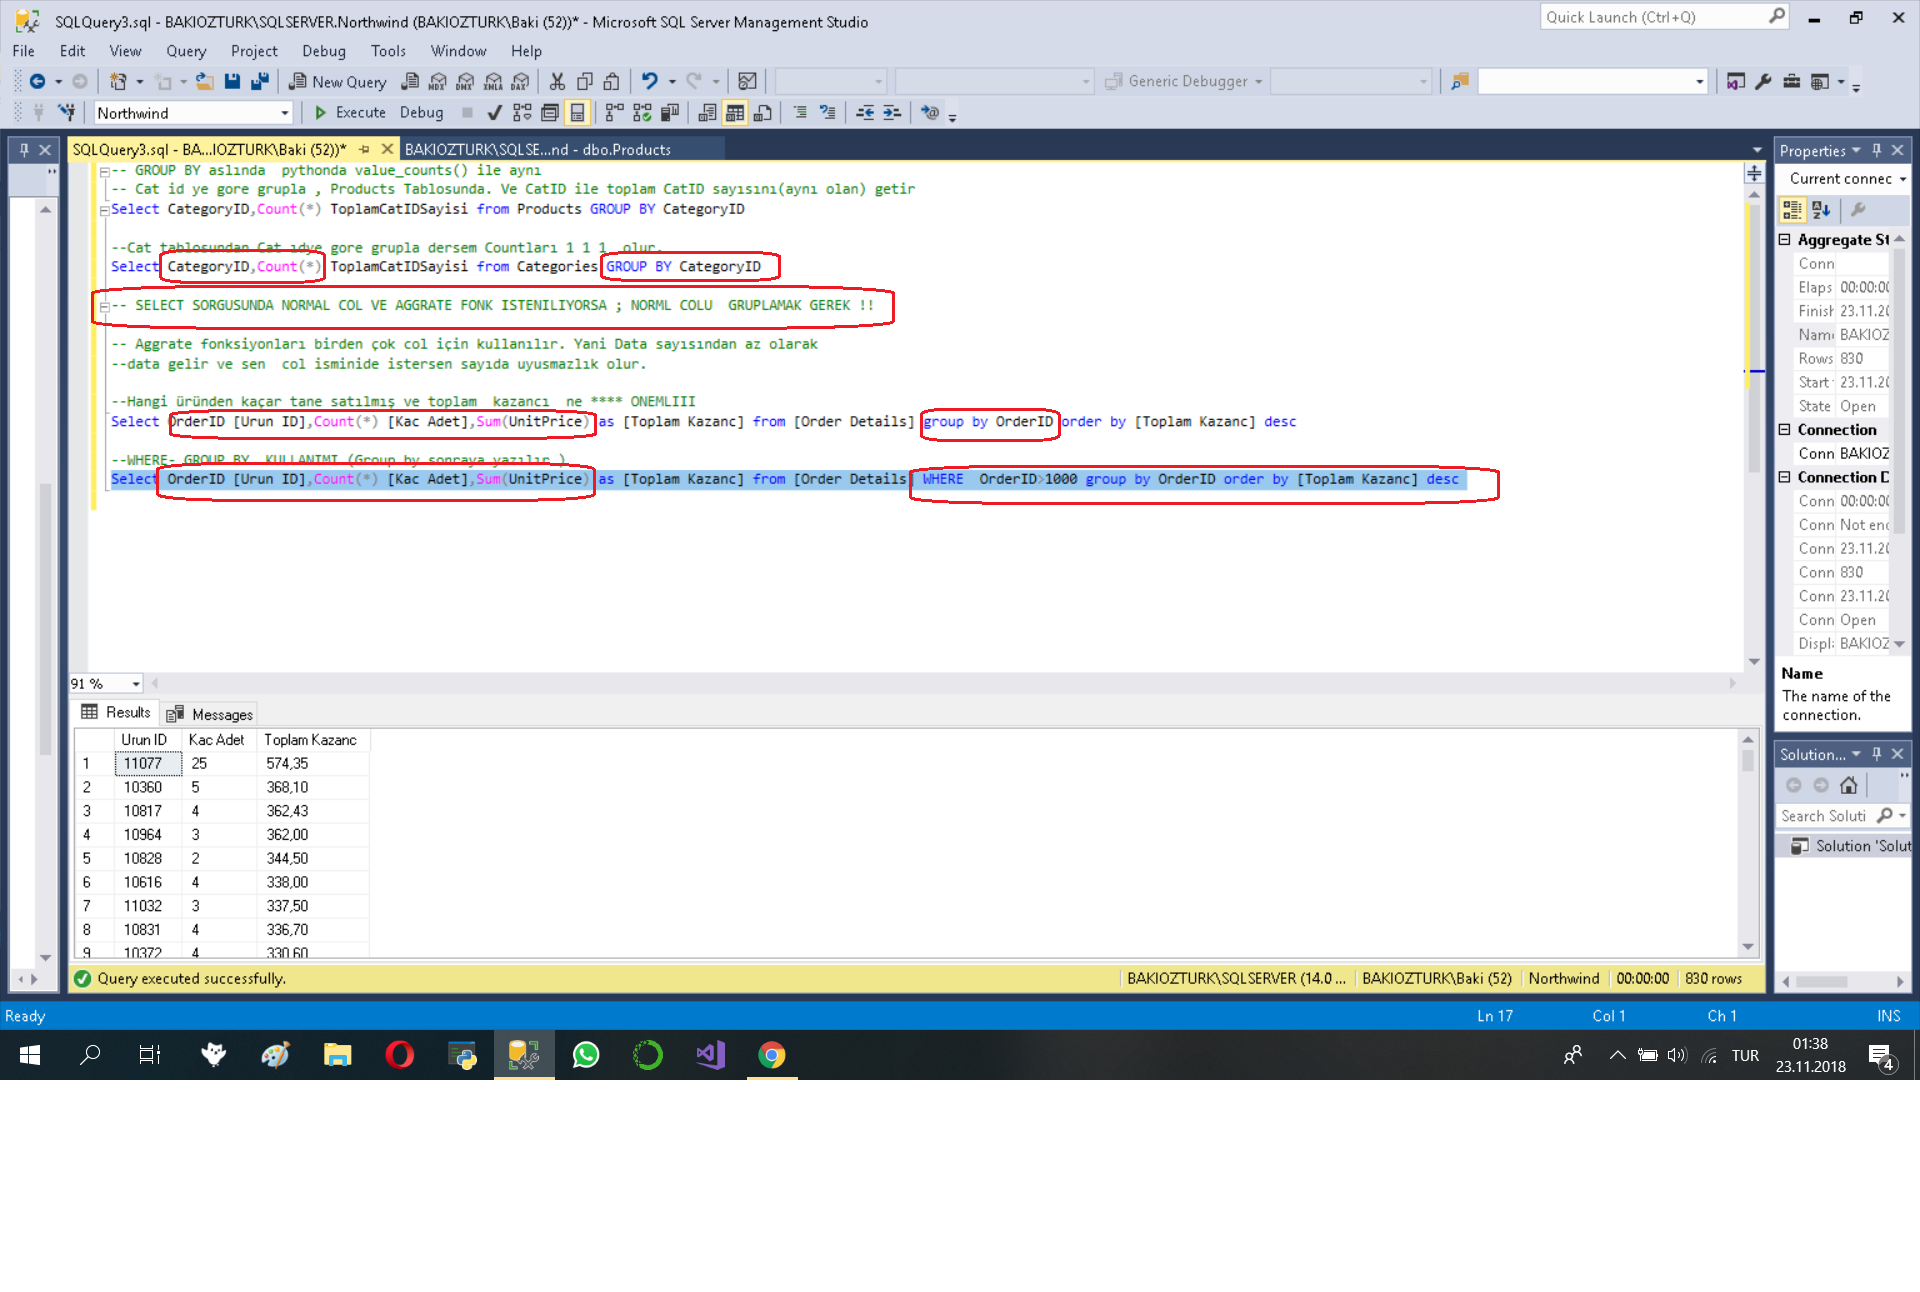 SQLQuery3.sql - BAKIOZTURK\SQLSERVER.Northwind (BAKIOZTURK\Baki (52))* - Microsoft SQL Server Management Studio
Quick Launch (Ctrl+Q)
File Edit View Query Project Debug Tools Window Help
New Query
MDX DMX XMLA DAX
Generic Debugger
Northwind
Execute Debug
SQLQuery3.sql - BA...IOZTURK\Baki (52))*
BAKIOZTURK\SQLSE...nd - dbo.Products
-- GROUP BY aslında pythonda value_counts() ile aynı
-- Cat id ye gore grupla , Products Tablosunda. Ve CatID ile toplam CatID sayısını(aynı olan) getir
Select CategoryID,Count(*) ToplamCatIDSayisi from Products GROUP BY CategoryID
--Cat tablosundan Cat ıdye gore grupla dersem Countları 1 1 1 olur.
Select CategoryID,Count(*) ToplamCatIDSayisi from Categories GROUP BY CategoryID
-- SELECT SORGUSUNDA NORMAL COL VE AGGRATE FONK ISTENILIYORSA ; NORML COLU GRUPLAMAK GEREK !!
-- Aggrate fonksiyonları birden çok col için kullanılır. Yani Data sayısından az olarak
--data gelir ve sen col isminide istersen sayıda uyusmazlık olur.
--Hangi üründen kaçar tane satılmış ve toplam kazancı ne **** ONEMLIII
Select OrderID [Urun ID],Count(*) [Kac Adet],Sum(UnitPrice) as [Toplam Kazanc] from [Order Details] group by OrderID order by [Toplam Kazanc] desc
--WHERE- GROUP BY KULLANIMI (Group by sonraya yazılır )
Select OrderID [Urun ID],Count(*) [Kac Adet],Sum(UnitPrice) as [Toplam Kazanc] from [Order Details] WHERE OrderID>1000 group by OrderID order by [Toplam Kazanc] desc
91 %
Results Messages
Urun ID Kac Adet Toplam Kazanc
1 11077 25 574,35
2 10360 5 368,10
3 10817 4 362,43
4 10964 3 362,00
5 10828 2 344,50
6 10616 4 338,00
7 11032 3 337,50
8 10831 4 336,70
9 10372 4 330,60
Query executed successfully.
BAKIOZTURK\SQLSERVER (14.0 ... BAKIOZTURK\Baki (52) Northwind 00:00:00 830 rows
Properties
Current connec
Aggregate St
Conn
Elaps 00:00:00
Finish 23.11.20
Name BAKIOZ
Rows 830
Start 23.11.20
State Open
Connection
Conn BAKIOZ
Connection D
Conn 00:00:00
Conn Not enc
Conn 23.11.20
Conn 830
Conn 23.11.20
Conn Open
Displ: BAKIOZ
Name
The name of the
connection.
Solution...
Search Soluti
Solution 'Solut
Ready
Ln 17 Col 1 Ch 1 INS
TUR
01:38
23.11.2018
4